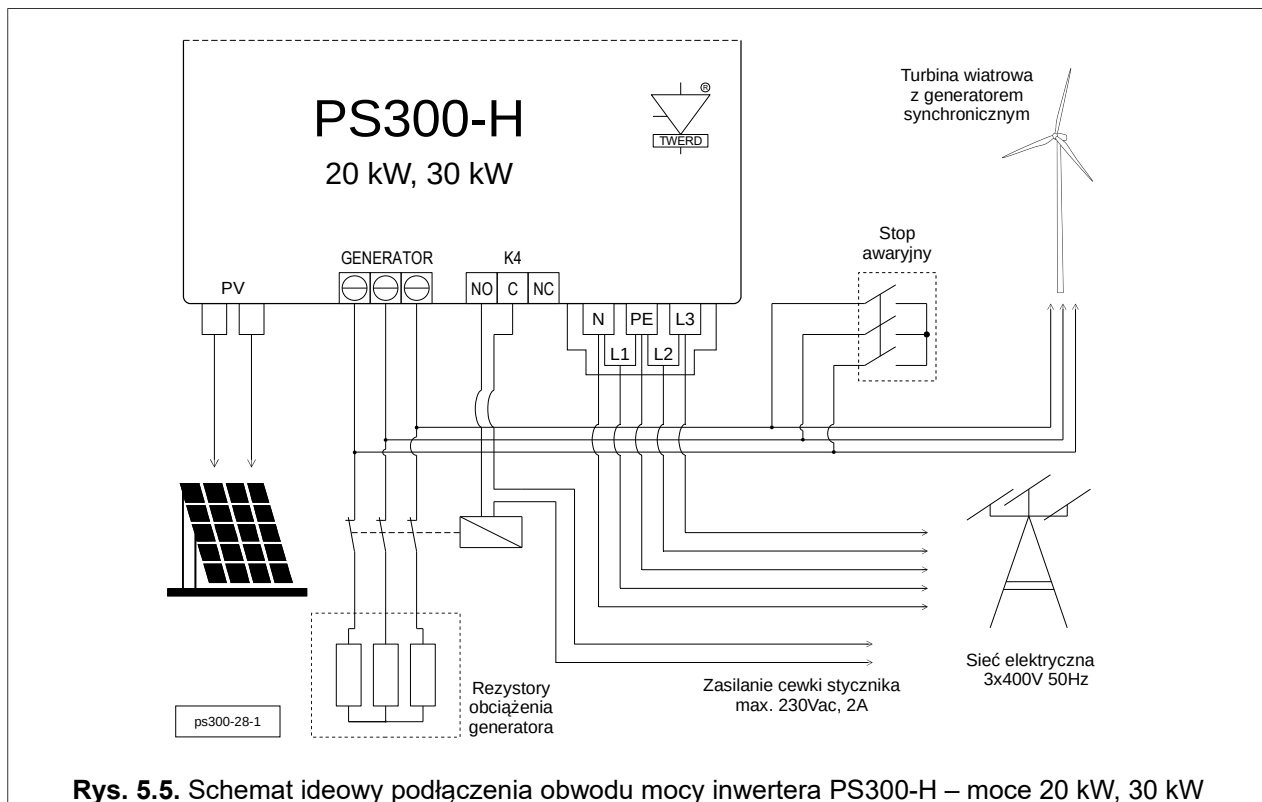 PS300-H
20 kW, 30 kW
®
TWERD
Turbina wiatrowa
z generatorem
synchronicznym
Stop
awaryjny
PV
GENERATOR
K4
NO C NC
N PE L3
L1 L2
Rezystory
obciążenia
generatora
Zasilanie cewki stycznika
max. 230Vac, 2A
Sieć elektryczna
3x400V 50Hz
ps300-28-1
Rys. 5.5. Schemat ideowy podłączenia obwodu mocy inwertera PS300-H – moce 20 kW, 30 kW